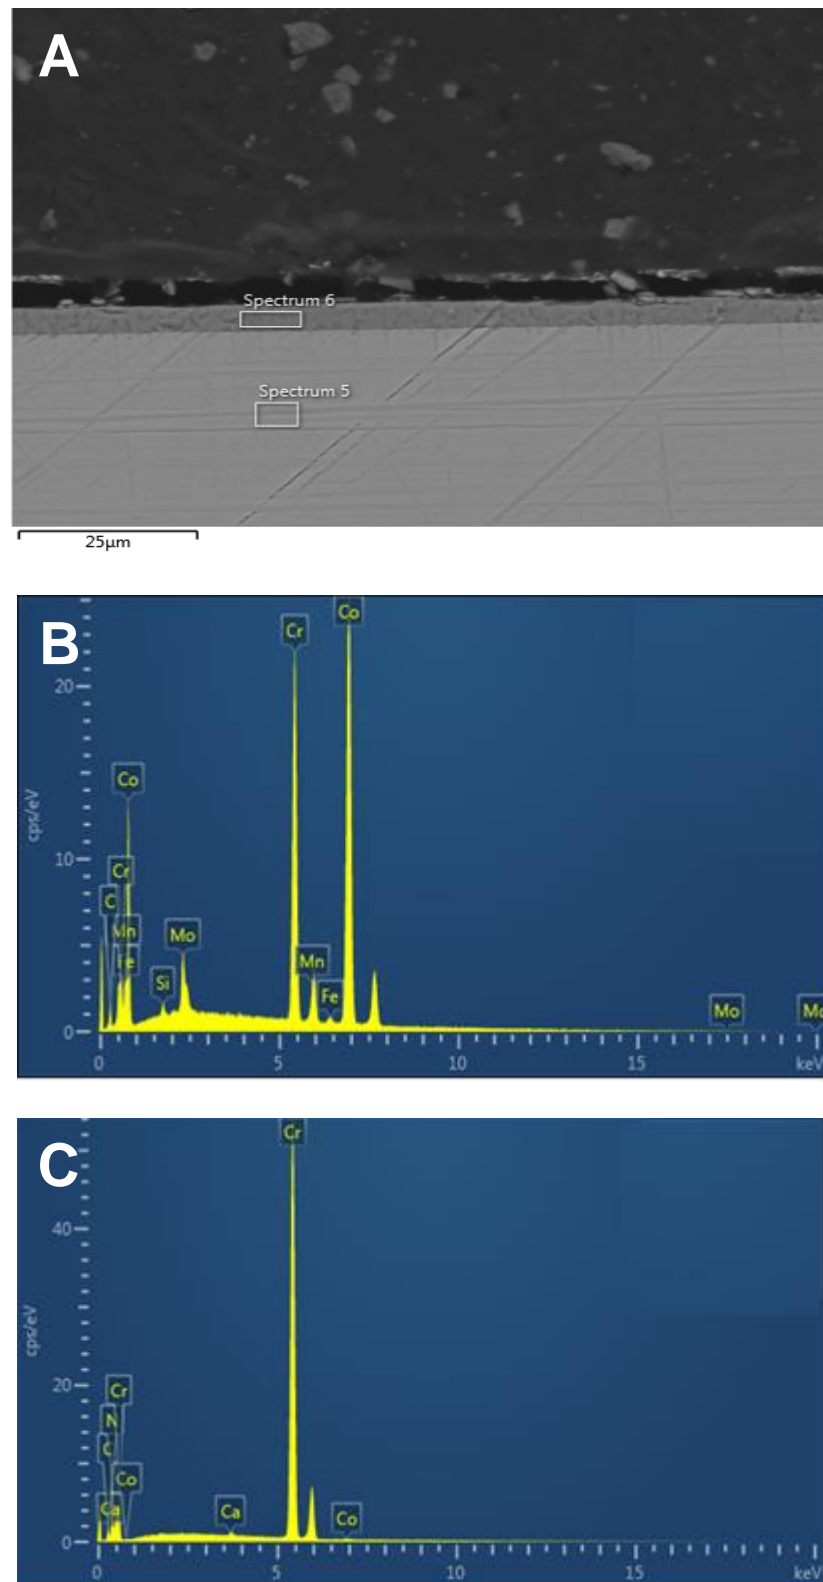 A
Spectrum 6
Spectrum 5
25µm
B
Co
Cr
20
Co
cps/eV
10
Cr
C
Mn
Fe
Mo
Si
Mn
Fe
Mo
0
0 5 10 15 keV
C
Cr
40
cps/eV
20
Cr
N
C
Co
Ca
Ca
Co
0
0 5 10 15 keV